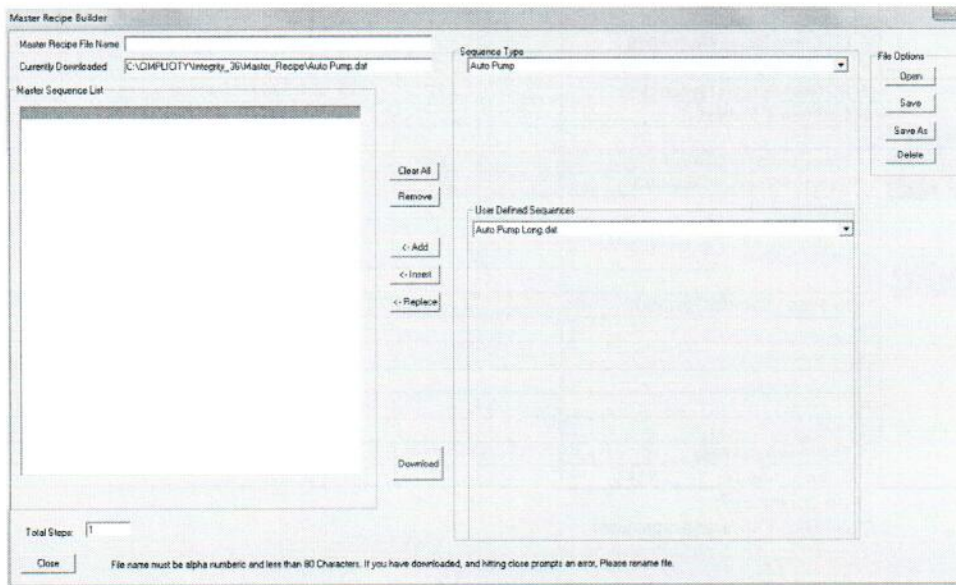 Master Recipe Builder
Master Recipe File Name
Currently Downloaded C:\CIMPLICITY\Integrity_36\Master_Recipe\Auto Pump.dat
Master Sequence List
Clear All
Remove
<- Add
<- Insert
<- Replace
Download
Sequence Type
Auto Pump
User Defined Sequences
Auto Pump Long.dat
File Options
Open
Save
Save As
Delete
Total Steps: 1
Close
File name must be alpha numberic and less than 80 Characters. If you have downloaded, and hitting close prompts an error, Please rename file.